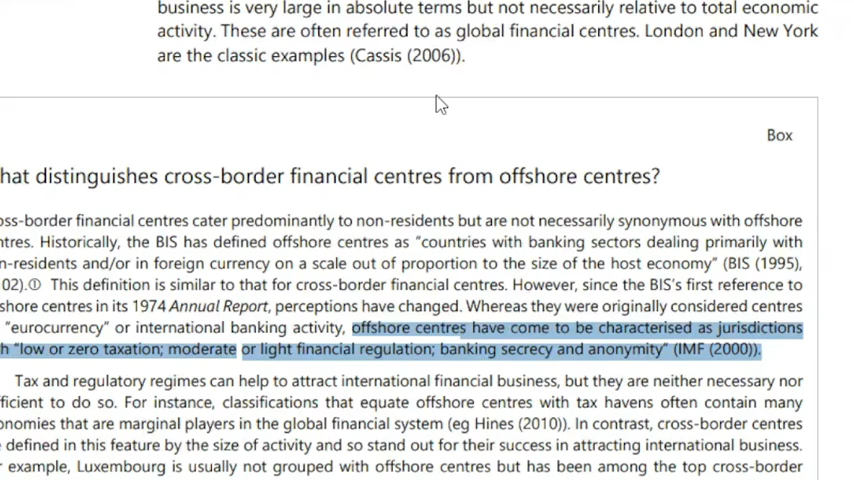 business is very large in absolute terms but not necessarily relative to total economic
activity. These are often referred to as global financial centres. London and New York
are the classic examples (Cassis (2006)).
Box
hat distinguishes cross-border financial centres from offshore centres?
oss-border financial centres cater predominantly to non-residents but are not necessarily synonymous with offshore
ntres. Historically, the BIS has defined offshore centres as “countries with banking sectors dealing primarily with
n-residents and/or in foreign currency on a scale out of proportion to the size of the host economy” (BIS (1995),
02).① This definition is similar to that for cross-border financial centres. However, since the BIS’s first reference to
shore centres in its 1974 Annual Report, perceptions have changed. Whereas they were originally considered centres
“eurocurrency” or international banking activity, offshore centres have come to be characterised as jurisdictions
h “low or zero taxation; moderate or light financial regulation; banking secrecy and anonymity” (IMF (2000)).
Tax and regulatory regimes can help to attract international financial business, but they are neither necessary nor
fficient to do so. For instance, classifications that equate offshore centres with tax havens often contain many
onomies that are marginal players in the global financial system (eg Hines (2010)). In contrast, cross-border centres
e defined in this feature by the size of activity and so stand out for their success in attracting international business.
r example, Luxembourg is usually not grouped with offshore centres but has been among the top cross-border